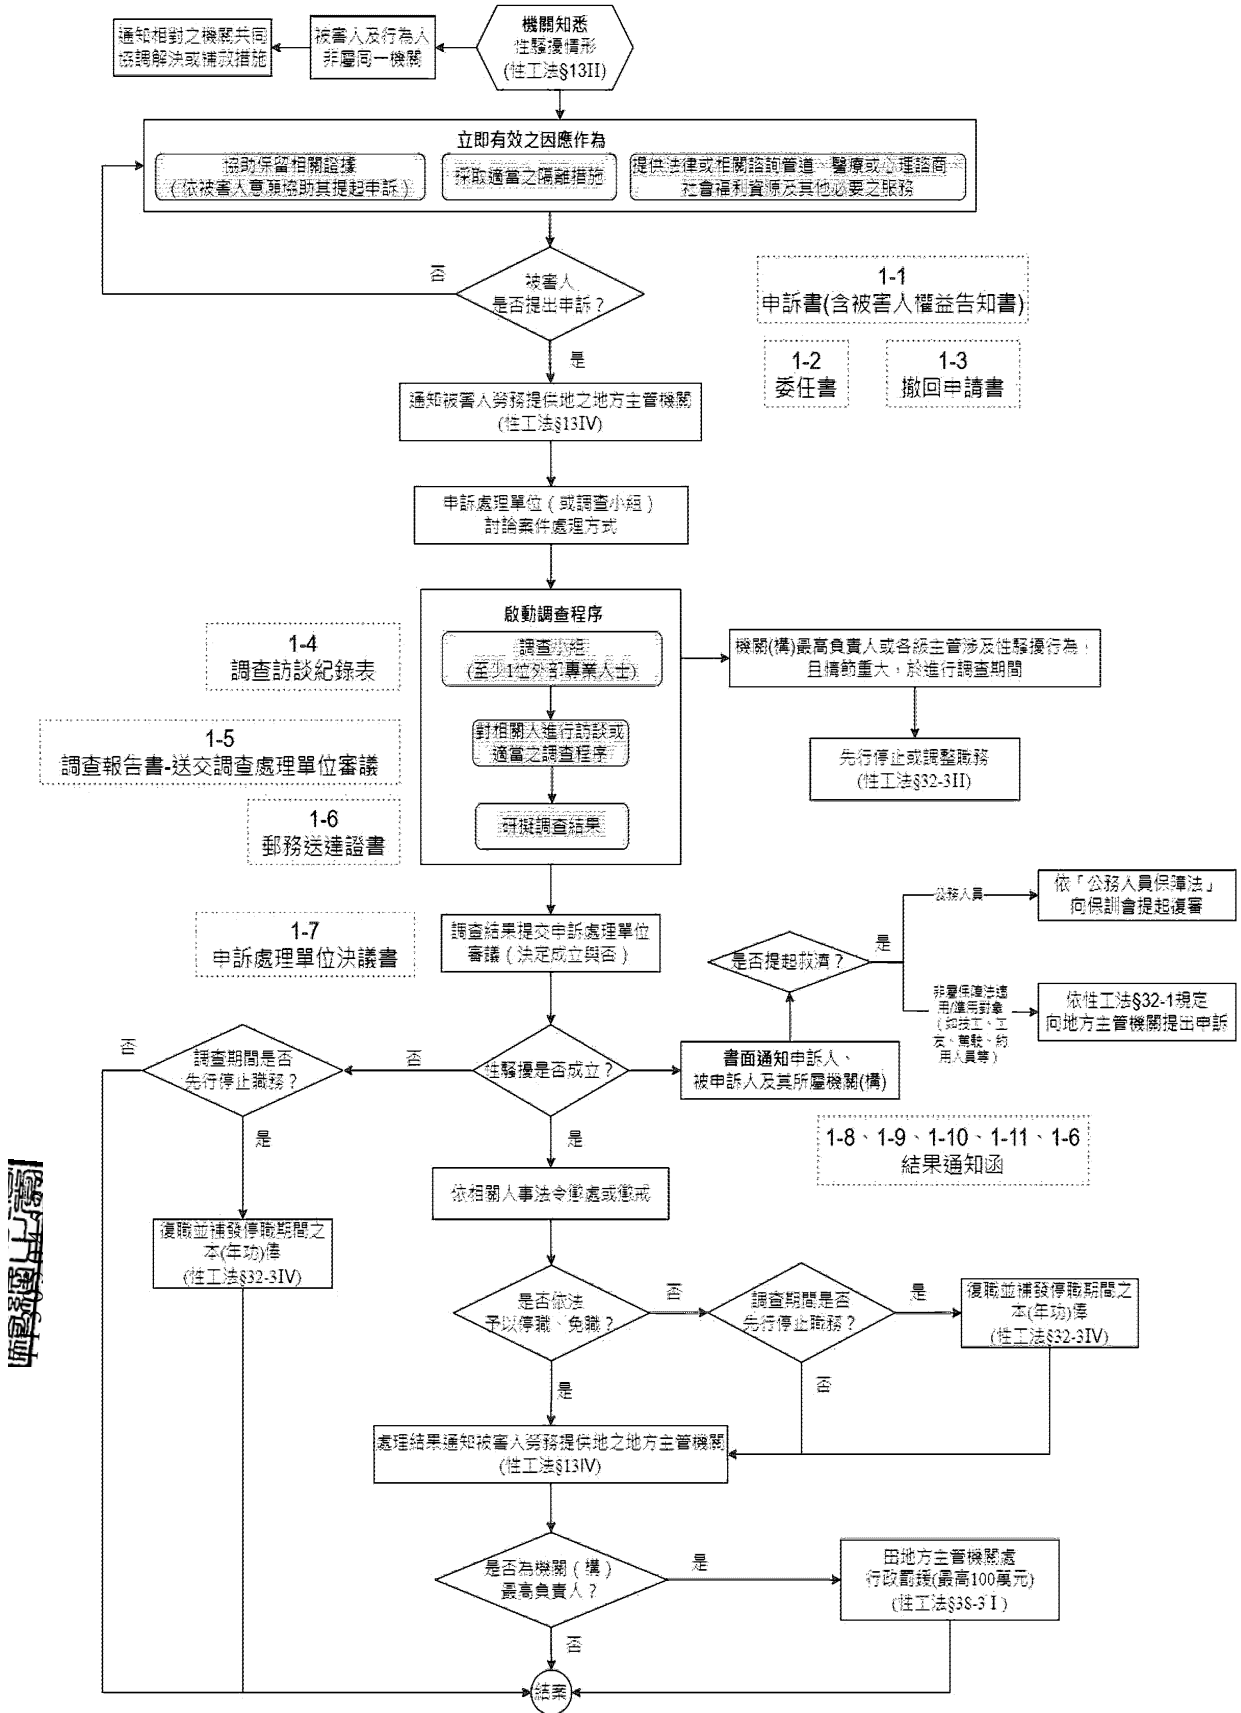 通知相對之機關共同
協調解決或補救措施
被害人及行為人
非屬同一機關
機關知悉
性騷擾情形
(性工法§13II)
立即有效之因應作為
協助保留相關證據
(依被害人意願協助其提起申訴)
採取適當之隔離措施
提供法律或相關諮詢管道、醫療或心理諮商、
社會福利資源及其他必要之服務
被害人
是否提出申訴？
否
是
1-1
申訴書(含被害人權益告知書)
1-2
委任書
1-3
撤回申請書
通知被害人勞務提供地之地方主管機關
(性工法§13IV)
申訴處理單位（或調查小組）
討論案件處理方式
啟動調查程序
調查小組
(至少1位外部專業人士)
對相關人進行訪談或
適當之調查程序
研擬調查結果
機關(構)最高負責人或各級主管涉及性騷擾行為，
且情節重大，於進行調查期間
先行停止或調整職務
(性工法§32-3II)
1-4
調查訪談紀錄表
1-5
調查報告書-送交調查處理單位審議
1-6
郵務送達證書
1-7
申訴處理單位決議書
調查結果提交申訴處理單位
審議（決定成立與否）
是否提起救濟？
是
公務人員
依「公務人員保障法」
向保訓會提起復審
非屬保障法適
用/準用對象
（如技工、工
友、駕駛、約
用人員等）
依性工法§32-1規定
向地方主管機關提出申訴
書面通知申訴人、
被申訴人及其所屬機關(構)
性騷擾是否成立？
否
調查期間是否
先行停止職務？
否
是
是
1-8、1-9、1-10、1-11、1-6
結果通知函
復職並補發停職期間之
本(年功)俸
(性工法§32-3IV)
依相關人事法令懲處或懲戒
是否依法
予以停職、免職？
否
調查期間是否
先行停止職務？
是
復職並補發停職期間之
本(年功)俸
(性工法§32-3IV)
是
否
處理結果通知被害人勞務提供地之地方主管機關
(性工法§13IV)
是否為機關（構）
最高負責人？
是
由地方主管機關處
行政罰鍰(最高100萬元)
(性工法§38-3 I )
否
結案